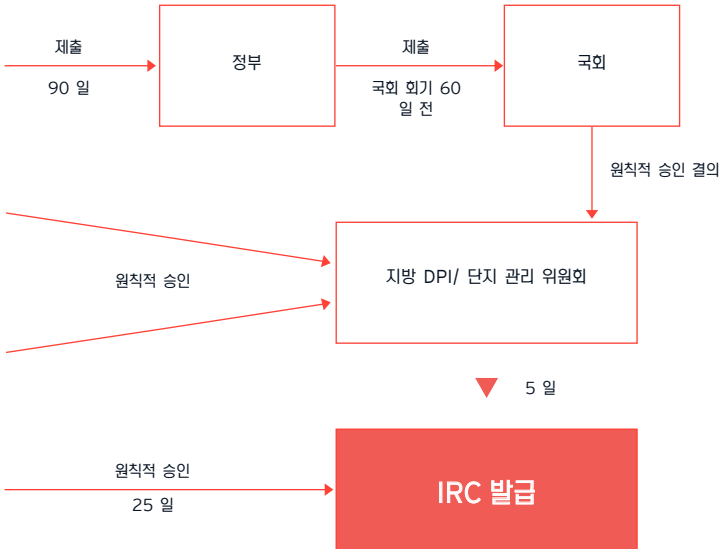 제출
90 일
정부
제출
국회 회기 60
일 전
국회
원칙적 승인 결의
원칙적 승인
지방 DPI/ 단지 관리 위원회
5 일
원칙적 승인
25 일
IRC 발급